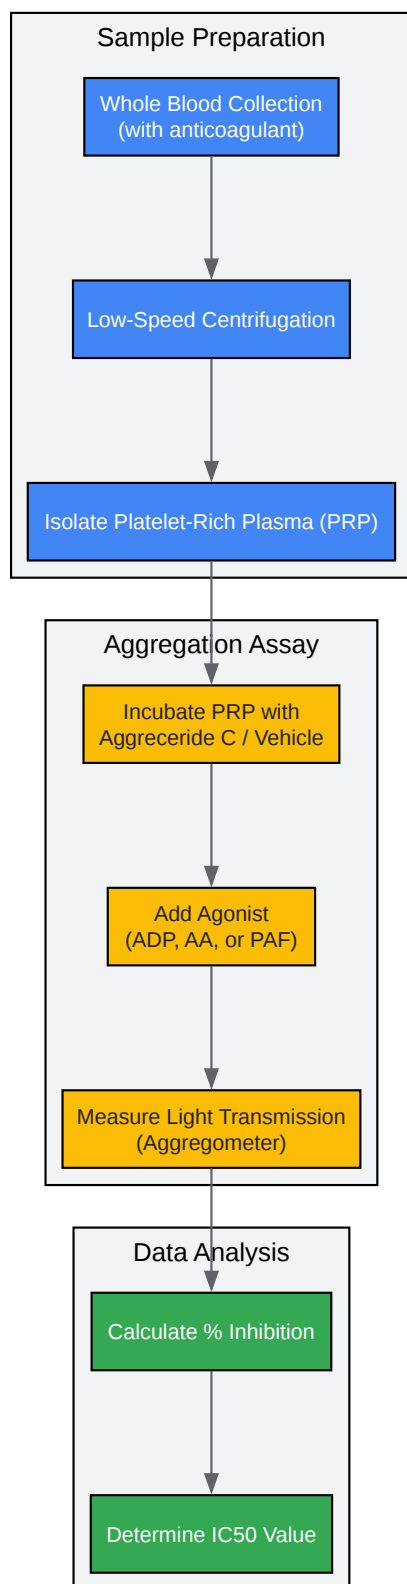 Sample Preparation
Whole Blood Collection
(with anticoagulant)
Low-Speed Centrifugation
Isolate Platelet-Rich Plasma (PRP)
Aggregation Assay
Incubate PRP with
Aggreceride C / Vehicle
Add Agonist
(ADP, AA, or PAF)
Measure Light Transmission
(Aggregometer)
Data Analysis
Calculate % Inhibition
Determine IC50 Value